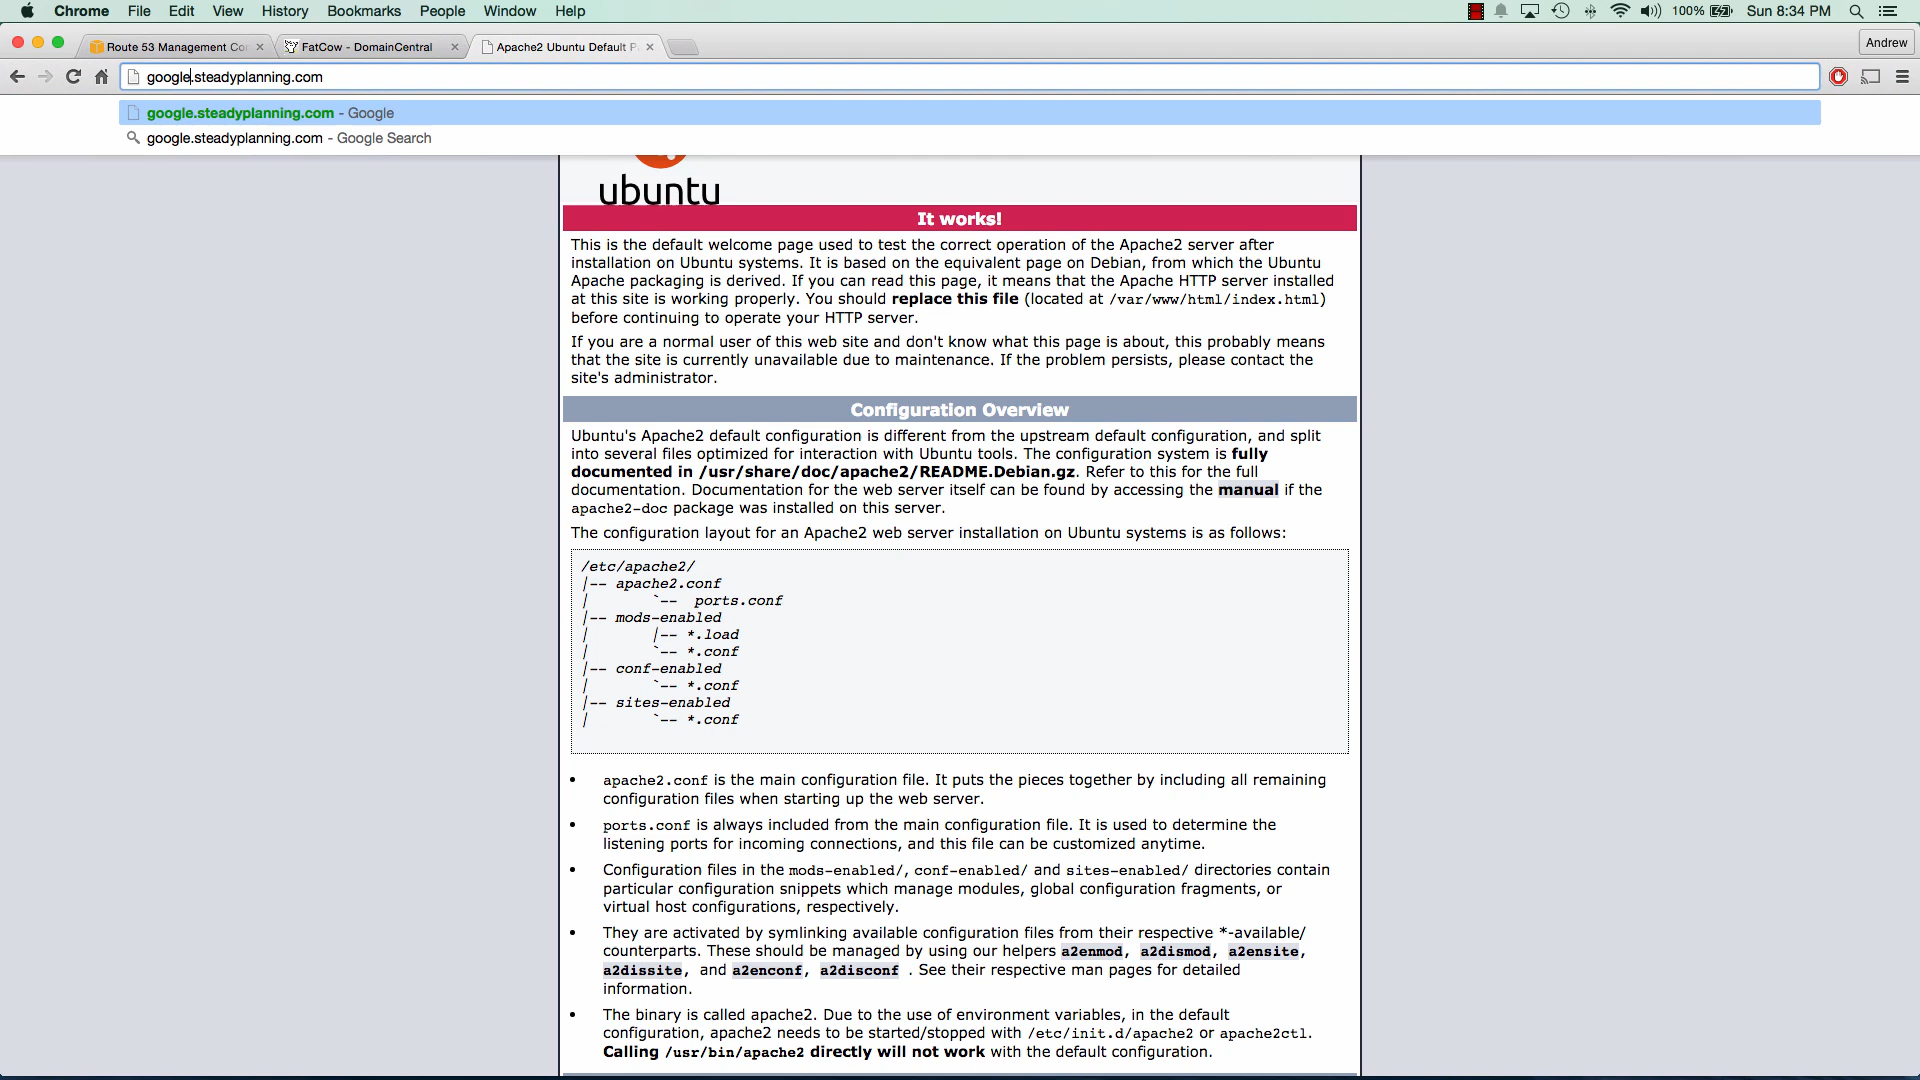 Chrome File Edit View History Bookmarks People Window Help 100% Sun 8:34 PM
Route 53 Management Con FatCow - DomainCentral Apache2 Ubuntu Default P Andrew
google.steadyplanning.com
google.steadyplanning.com - Google
google.steadyplanning.com - Google Search
ubuntu
It works!
This is the default welcome page used to test the correct operation of the Apache2 server after
installation on Ubuntu systems. It is based on the equivalent page on Debian, from which the Ubuntu
Apache packaging is derived. If you can read this page, it means that the Apache HTTP server installed
at this site is working properly. You should replace this file (located at /var/www/html/index.html)
before continuing to operate your HTTP server.
If you are a normal user of this web site and don't know what this page is about, this probably means
that the site is currently unavailable due to maintenance. If the problem persists, please contact the
site's administrator.
Configuration Overview
Ubuntu's Apache2 default configuration is different from the upstream default configuration, and split
into several files optimized for interaction with Ubuntu tools. The configuration system is fully
documented in /usr/share/doc/apache2/README.Debian.gz. Refer to this for the full
documentation. Documentation for the web server itself can be found by accessing the manual if the
apache2-doc package was installed on this server.
The configuration layout for an Apache2 web server installation on Ubuntu systems is as follows:
/etc/apache2/
|-- apache2.conf
|       `--  ports.conf
|-- mods-enabled
|       |-- *.load
|       `-- *.conf
|-- conf-enabled
|       `-- *.conf
|-- sites-enabled
|       `-- *.conf
• apache2.conf is the main configuration file. It puts the pieces together by including all remaining
configuration files when starting up the web server.
• ports.conf is always included from the main configuration file. It is used to determine the
listening ports for incoming connections, and this file can be customized anytime.
• Configuration files in the mods-enabled/, conf-enabled/ and sites-enabled/ directories contain
particular configuration snippets which manage modules, global configuration fragments, or
virtual host configurations, respectively.
• They are activated by symlinking available configuration files from their respective *-available/
counterparts. These should be managed by using our helpers a2enmod, a2dismod, a2ensite,
a2dissite, and a2enconf, a2disconf . See their respective man pages for detailed
information.
• The binary is called apache2. Due to the use of environment variables, in the default
configuration, apache2 needs to be started/stopped with /etc/init.d/apache2 or apache2ctl.
Calling /usr/bin/apache2 directly will not work with the default configuration.